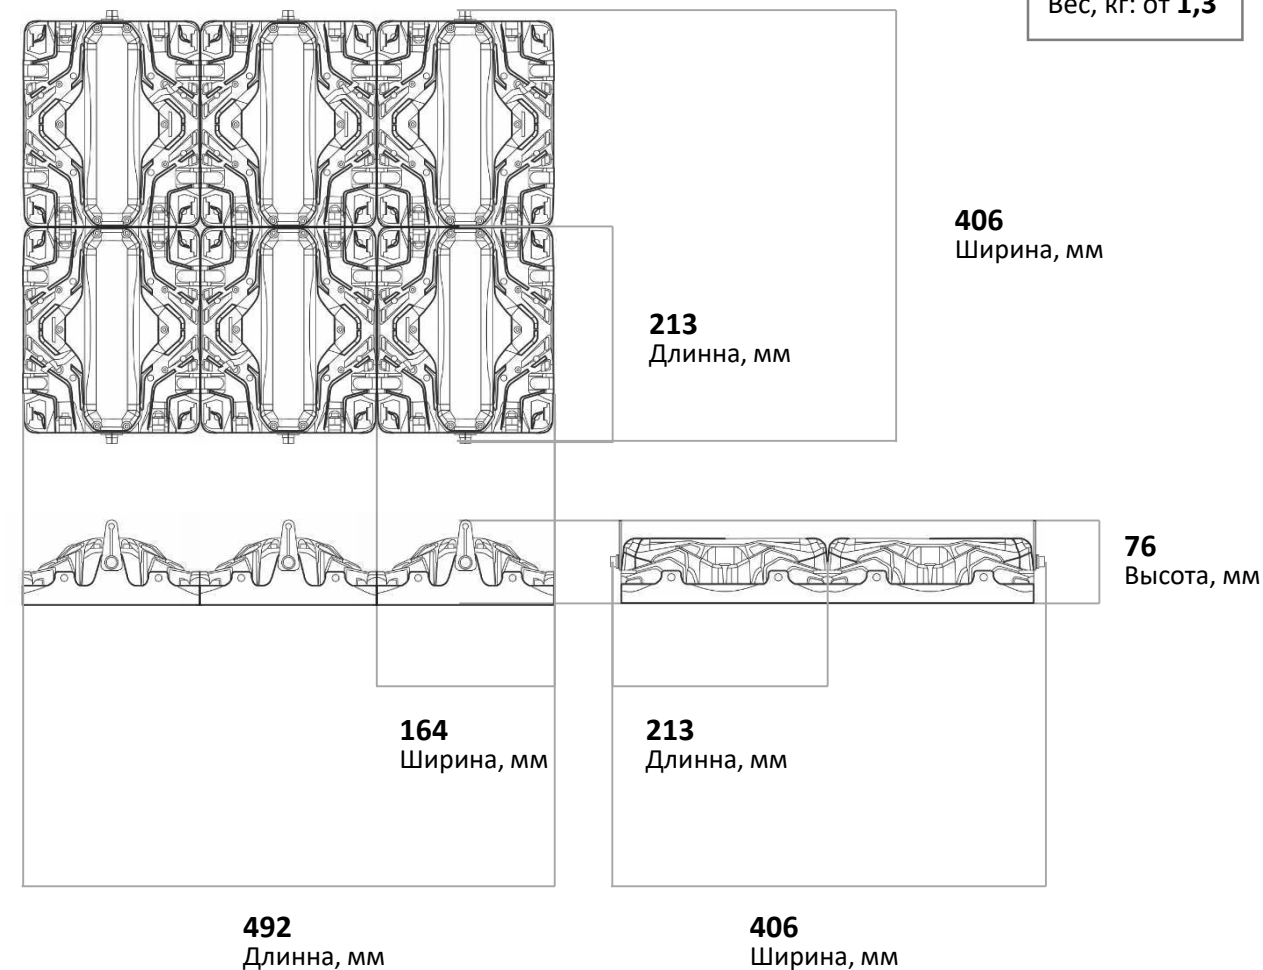 Вес, кг: от 1,3
406
Ширина, мм
213
Длинна, мм
76
Высота, мм
164
Ширина, мм
213
Длинна, мм
492
Длинна, мм
406
Ширина, мм